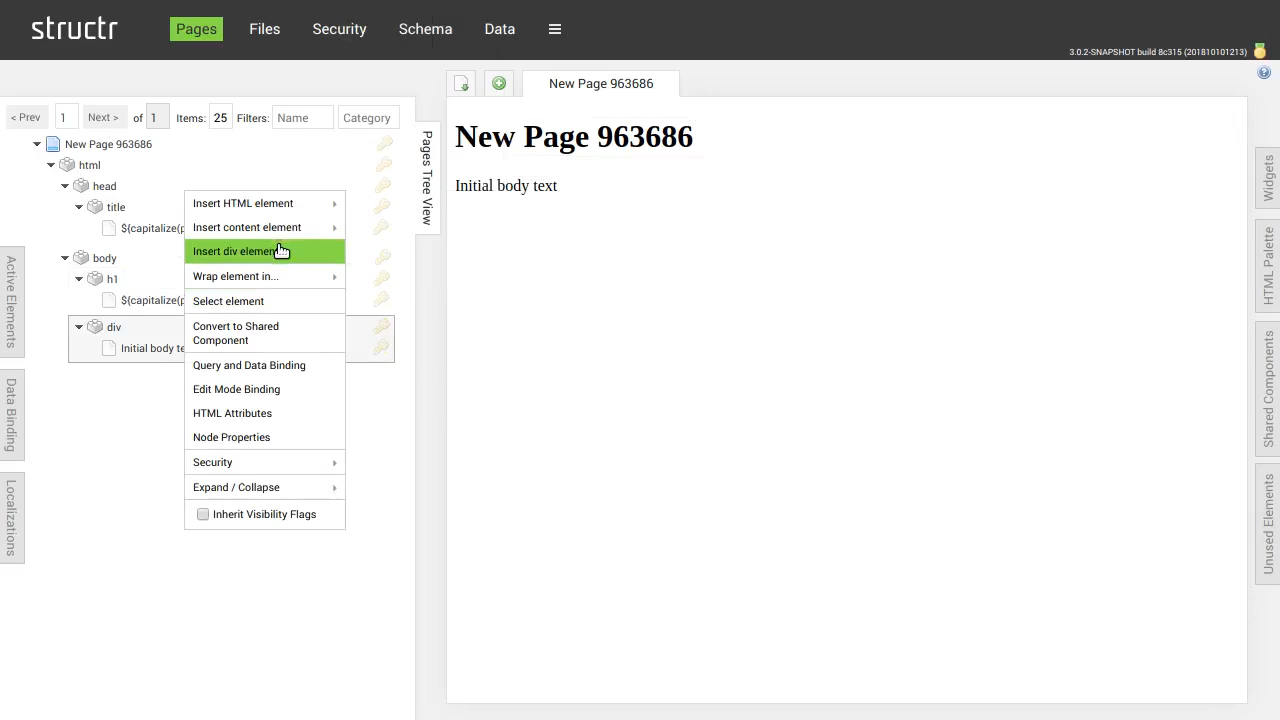 structr
Pages
Files
Security
Schema
Data
3.0.2-SNAPSHOT build 8c315 (201810101213)
< Prev
1
Next >
of
1
Items:
25
Filters:
Name
Category
New Page 963686
html
head
title
${capitalize(p
body
h1
${capitalize(p
div
Initial body te
Insert HTML element
Insert content element
Insert div elemen
Wrap element in...
Select element
Convert to Shared
Component
Query and Data Binding
Edit Mode Binding
HTML Attributes
Node Properties
Security
Expand / Collapse
Inherit Visibility Flags
Active Elements
Data Binding
Localizations
Pages Tree View
New Page 963686
New Page 963686
Initial body text
Widgets
HTML Palette
Shared Components
Unused Elements